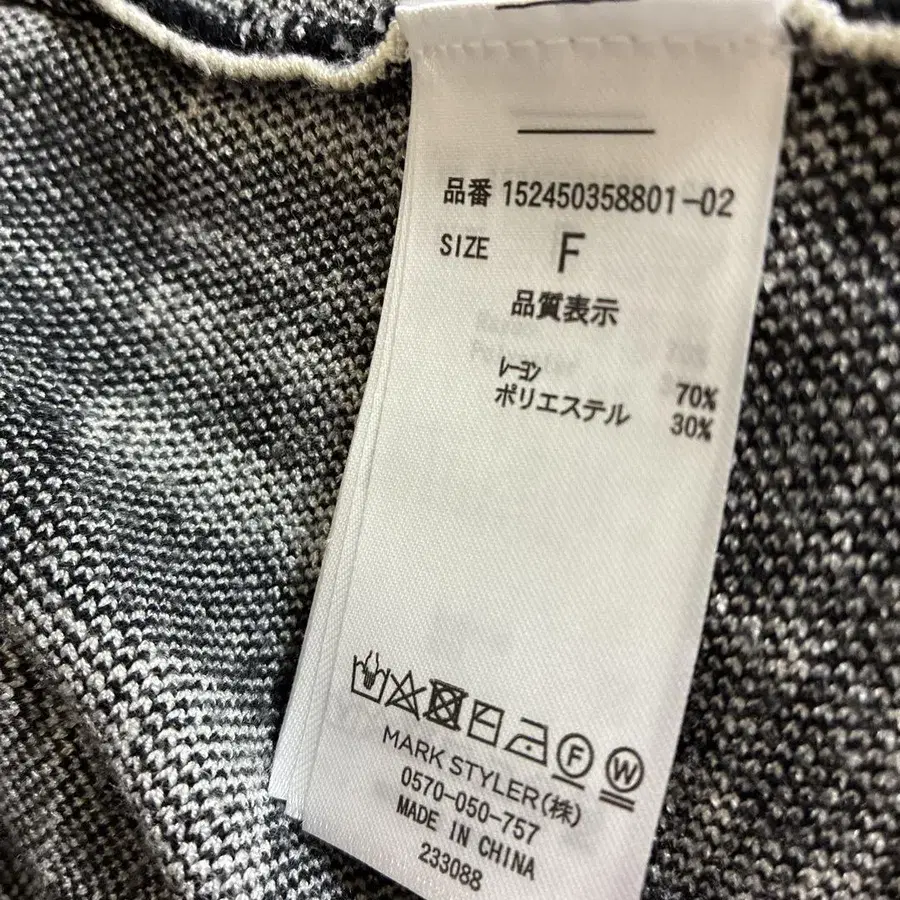 品番 152450358801-02
SIZE F
品質表示
レーヨン 70%
ポリエステル 30%
F W
MARK STYLER(株)
0570-050-757
MADE IN CHINA
233088